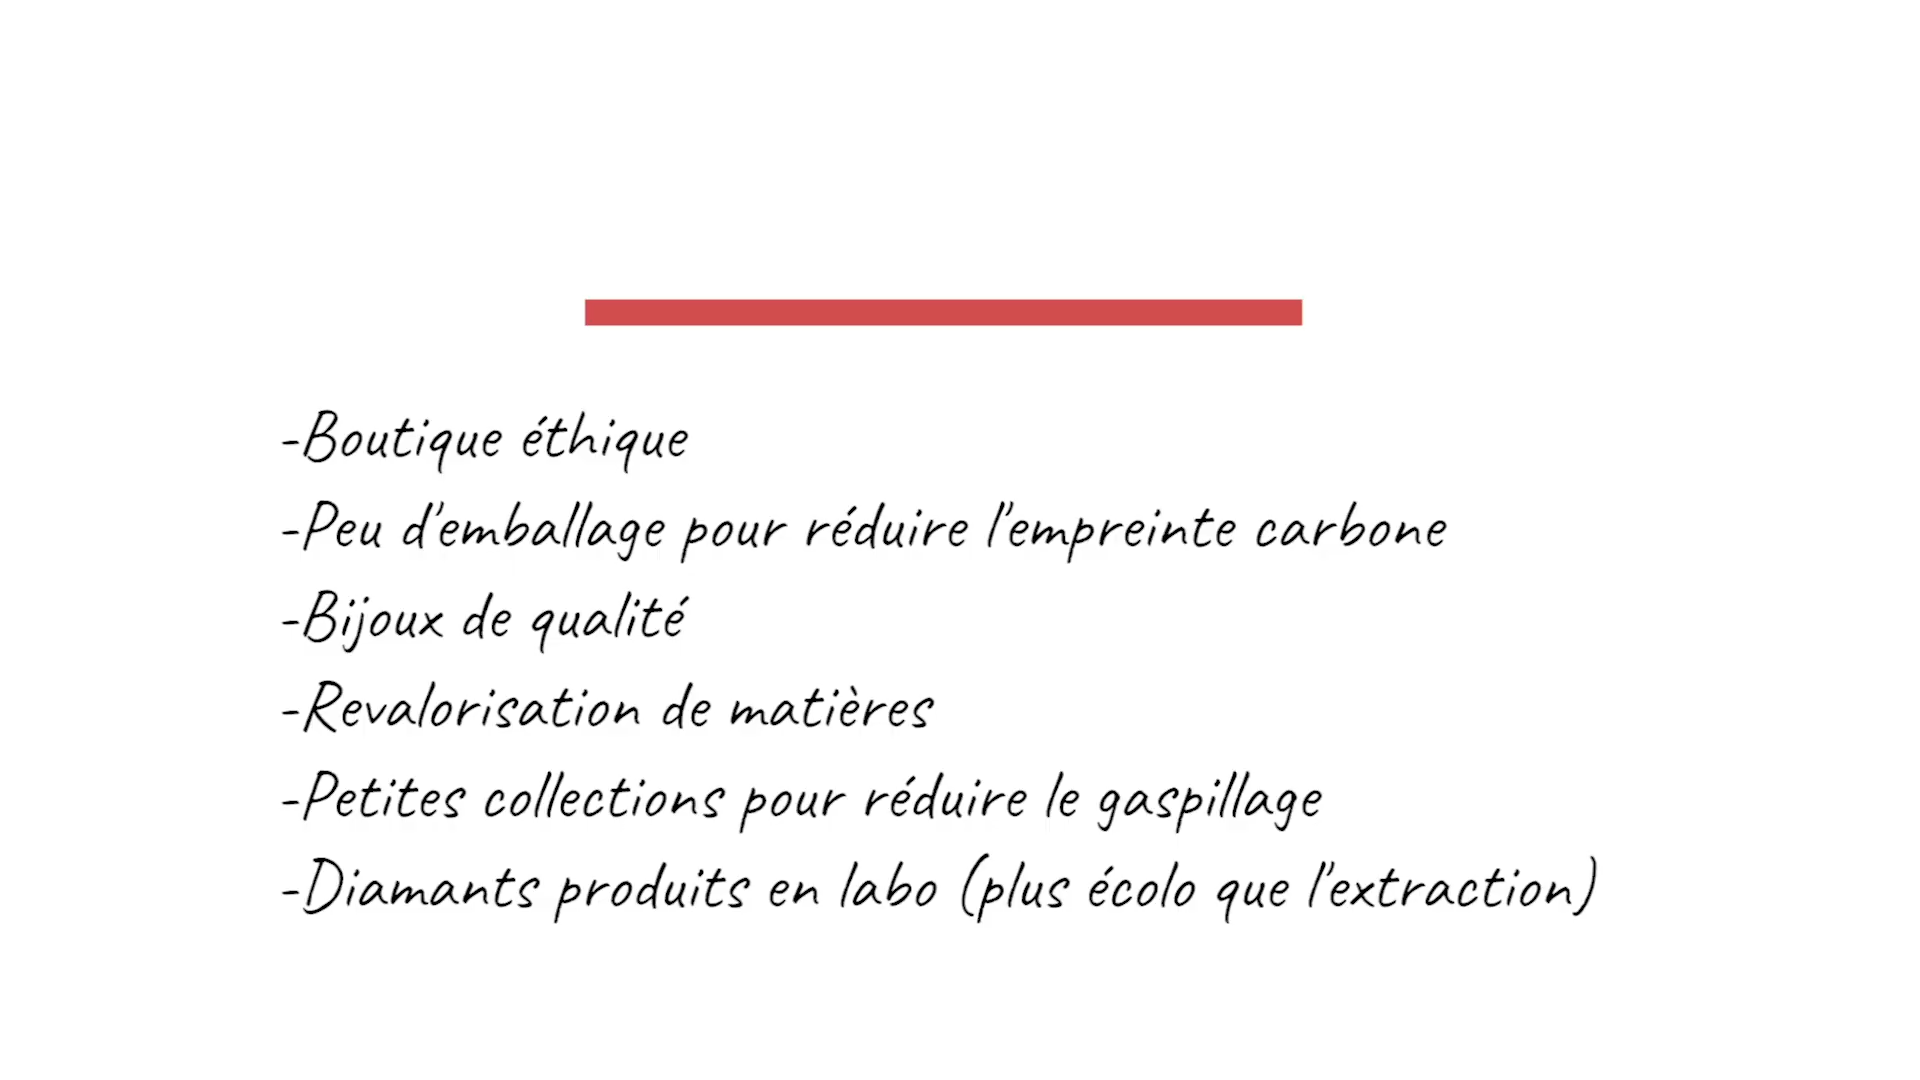 -Boutique éthique
-Peu d'emballage pour réduire l'empreinte carbone
-Bijoux de qualité
-Revalorisation de matières
-Petites collections pour réduire le gaspillage
-Diamants produits en labo (plus écolo que l'extraction)